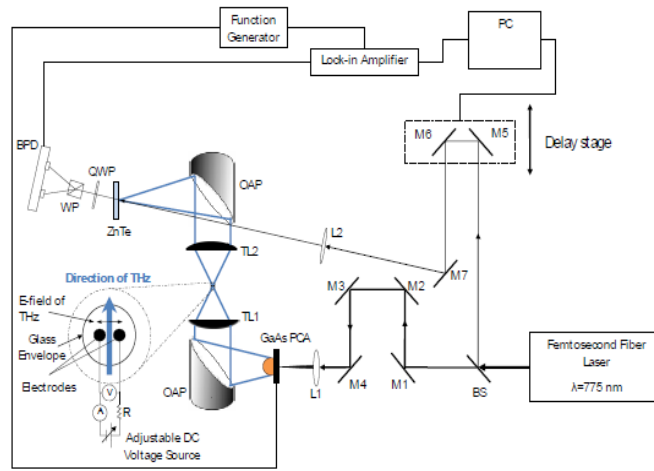 Function
Generator
Lock-in Amplifier
PC
BPD
QWP
WP
ZnTe
OAP
M6
M5
Delay stage
L2
TL2
M7
Direction of THz
E-field of
THz
Glass
Envelope
Electrodes
V
A
R
Adjustable DC
Voltage Source
TL1
GaAs PCA
OAP
L1
M3
M2
M4
M1
BS
Femtosecond Fiber
Laser
λ=775 nm